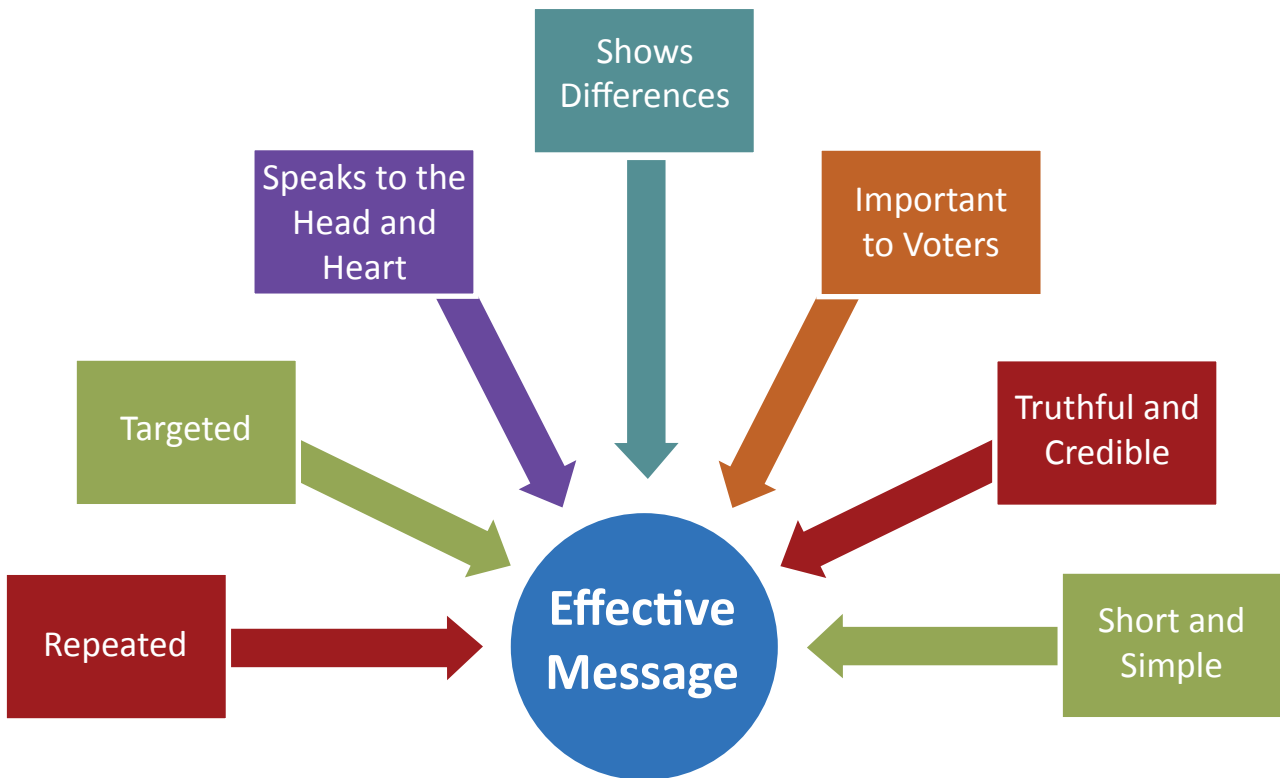 Shows
Differences
Speaks to the
Head and
Heart
Important
to Voters
Targeted
Truthful and
Credible
Repeated
Effective
Message
Short and
Simple